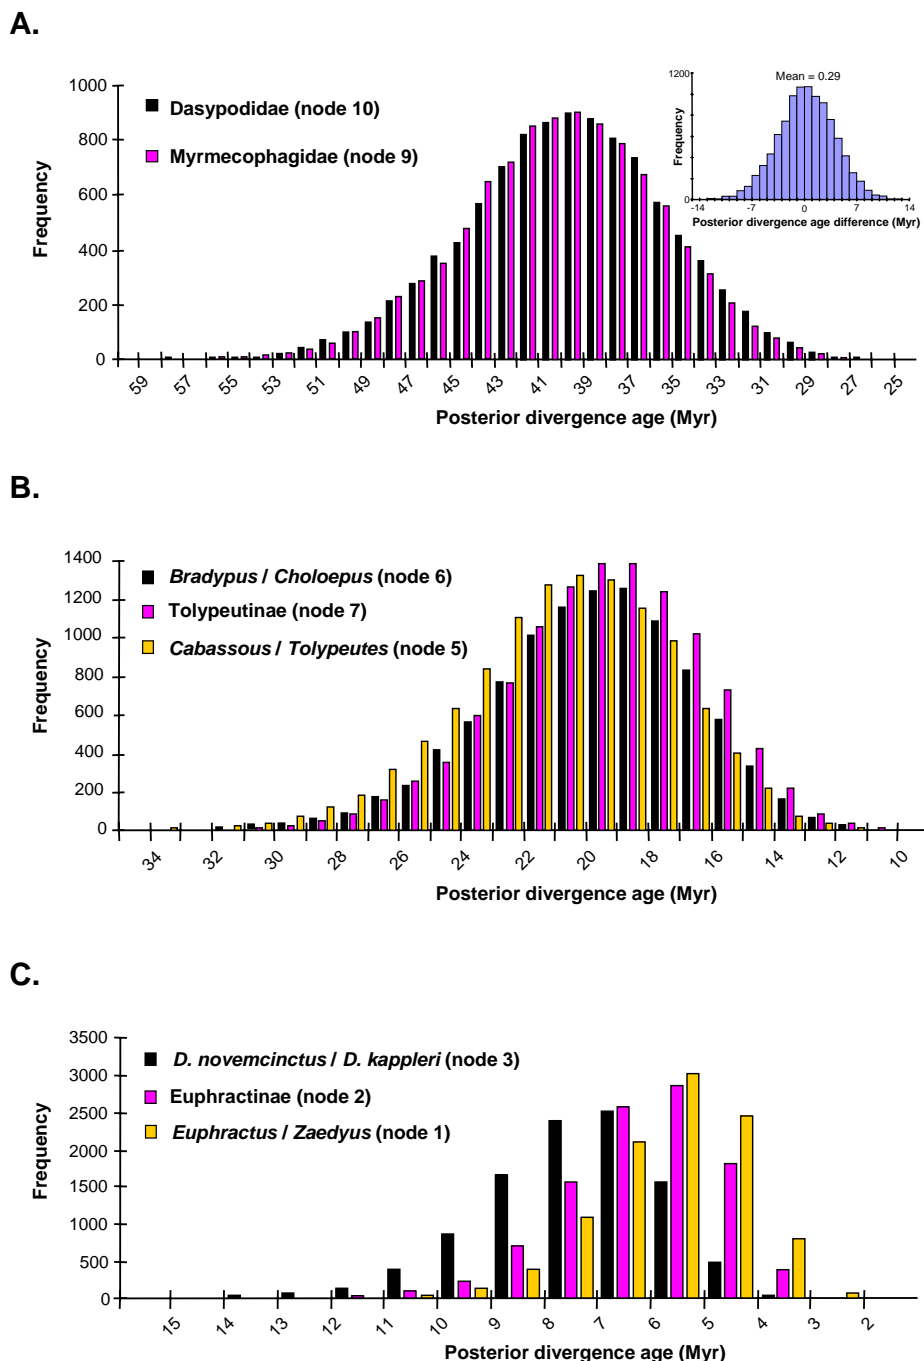 A.
1000
800
600
400
200
0
Frequency
Dasypodidae (node 10)
Myrmecophagidae (node 9)
1200
0
Frequency
Mean = 0.29
-14 -7 0 7 14
Posterior divergence age difference (Myr)
59 57 55 53 51 49 47 45 43 41 39 37 35 33 31 29 27 25
Posterior divergence age (Myr)
B.
1400
1200
1000
800
600
400
200
0
Frequency
Bradypus / Choloepus (node 6)
Tolypeutinae (node 7)
Cabassous / Tolypeutes (node 5)
34 32 30 28 26 24 22 20 18 16 14 12 10
Posterior divergence age (Myr)
C.
3500
3000
2500
2000
1500
1000
500
0
Frequency
D. novemcinctus / D. kappleri (node 3)
Euphractinae (node 2)
Euphractus / Zaedyus (node 1)
15 14 13 12 11 10 9 8 7 6 5 4 3 2
Posterior divergence age (Myr)